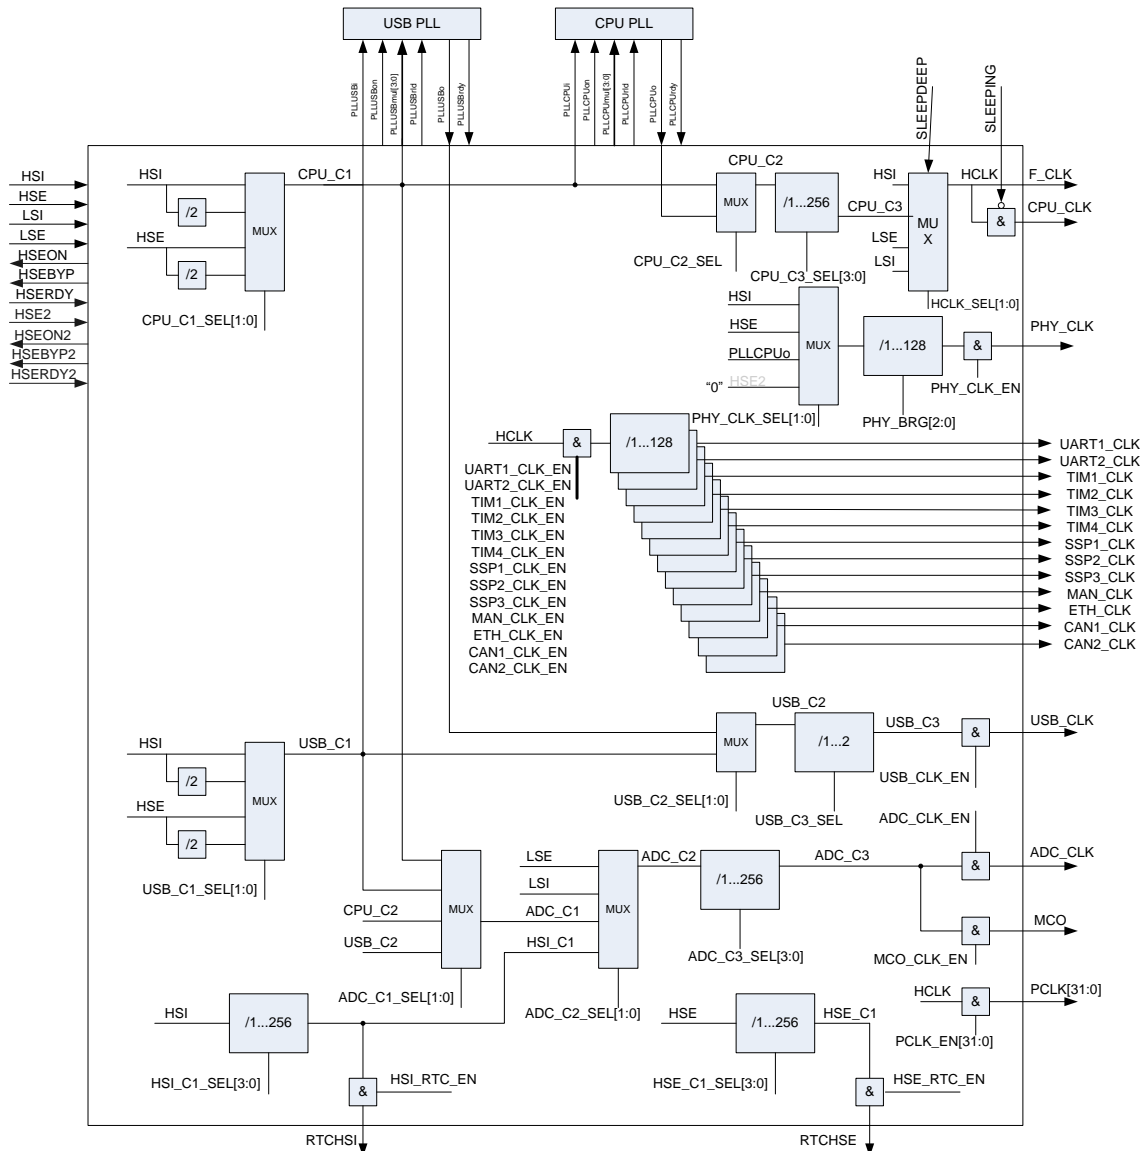 USB PLL
CPU PLL
PLLUSBi
PLLUSBon
PLLUSBmul[3:0]
PLLUSBrld
PLLUSBo
PLLUSBrdy
PLLCPUi
PLLCPUon
PLLCPUmul[3:0]
PLLCPUrld
PLLCPUo
PLLCPUrdy
SLEEPDEEP
SLEEPING
HSI
HSE
LSI
LSE
HSEON
HSEBYP
HSERDY
HSE2
HSEON2
HSEBYP2
HSERDY2
HSI
/2
HSE
/2
MUX
CPU_C1
CPU_C1_SEL[1:0]
CPU_C2
MUX
CPU_C2_SEL
/1...256
CPU_C3
CPU_C3_SEL[3:0]
HSI
LSE
LSI
MU
X
HCLK
HCLK_SEL[1:0]
&
F_CLK
CPU_CLK
HSI
HSE
PLLCPUo
“0”
HSE2
MUX
PHY_CLK_SEL[1:0]
/1...128
PHY_BRG[2:0]
&
PHY_CLK_EN
PHY_CLK
HCLK
&
/1...128
UART1_CLK_EN
UART2_CLK_EN
TIM1_CLK_EN
TIM2_CLK_EN
TIM3_CLK_EN
TIM4_CLK_EN
SSP1_CLK_EN
SSP2_CLK_EN
SSP3_CLK_EN
MAN_CLK_EN
ETH_CLK_EN
CAN1_CLK_EN
CAN2_CLK_EN
UART1_CLK
UART2_CLK
TIM1_CLK
TIM2_CLK
TIM3_CLK
TIM4_CLK
SSP1_CLK
SSP2_CLK
SSP3_CLK
MAN_CLK
ETH_CLK
CAN1_CLK
CAN2_CLK
HSI
/2
HSE
/2
MUX
USB_C1
USB_C1_SEL[1:0]
MUX
USB_C2
USB_C2_SEL[1:0]
/1...2
USB_C3
USB_C3_SEL
&
USB_CLK_EN
USB_CLK
CPU_C2
USB_C2
MUX
ADC_C1_SEL[1:0]
LSE
LSI
ADC_C1
HSI_C1
MUX
ADC_C2_SEL[1:0]
ADC_C2
/1...256
ADC_C3_SEL[3:0]
ADC_C3
ADC_CLK_EN
&
ADC_CLK
&
MCO_CLK_EN
MCO
HSI
/1...256
HSI_C1_SEL[3:0]
&
HSI_RTC_EN
RTCHSI
HSE
/1...256
HSE_C1
HSE_C1_SEL[3:0]
&
HSE_RTC_EN
RTCHSE
HCLK
&
PCLK_EN[31:0]
PCLK[31:0]